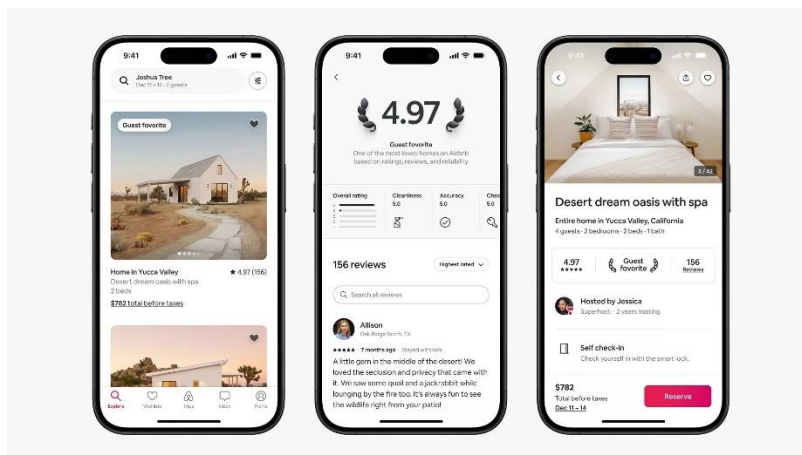 9:41
Joshua Tree
Dec 11 – 14 · 2 guests
Guest favorite
Home in Yucca Valley
★ 4.97 (156)
Desert dream oasis with spa
2 beds
$782 total before taxes
Explore
Wishlists
Trips
Inbox
Profile
9:41
4.97
Guest favorite
One of the most loved homes on Airbnb
based on ratings, reviews, and reliability
Overall rating
Cleanliness
5.0
Accuracy
5.0
Chec
5.0
156 reviews
Highest rated
Search all reviews
Allison
Oak Ridge North, TX
★★★★★ · 7 months ago · Stayed with kids
A little gem in the middle of the desert! We
loved the seclusion and privacy that came with
it. We saw some quail and a jackrabbit while
lounging by the fire too. It's always fun to see
the wildlife right from your patio!
9:41
3 / 42
Desert dream oasis with spa
Entire home in Yucca Valley, California
4 guests · 2 bedrooms · 2 beds · 1 bath
4.97
★★★★★
Guest
favorite
156
Reviews
Hosted by Jessica
Superhost · 2 years hosting
Self check-in
Check yourself in with the smart lock.
$782
Total before taxes
Dec 11 – 14
Reserve